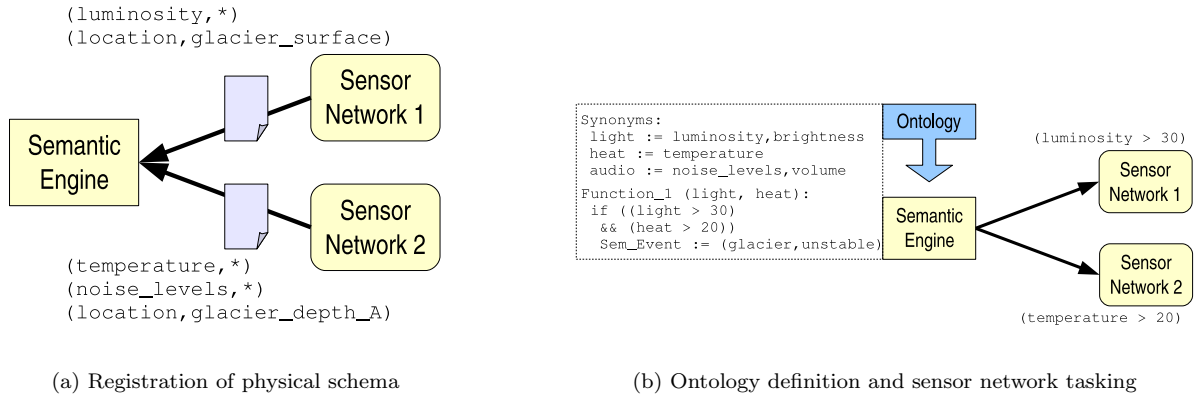 (luminosity,*)
(location,glacier_surface)
Sensor
Network 1
Semantic
Engine
Sensor
Network 2
(temperature,*)
(noise_levels,*)
(location,glacier_depth_A)
(a) Registration of physical schema
Synonyms:
light := luminosity,brightness
heat := temperature
audio := noise_levels,volume
Function_1 (light, heat):
if ((light > 30)
&& (heat > 20))
Sem_Event := (glacier,unstable)
Ontology
Semantic
Engine
(luminosity > 30)
Sensor
Network 1
Sensor
Network 2
(temperature > 20)
(b) Ontology definition and sensor network tasking